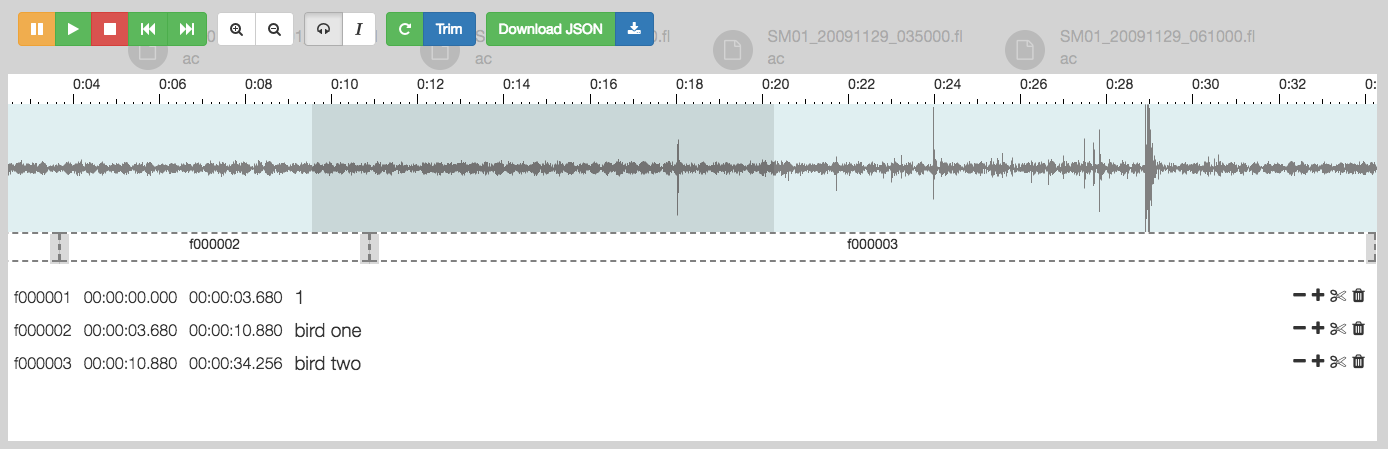 Trim
Download JSON
.fl
ac
ac
SM01_20091129_035000.fl
ac
SM01_20091129_061000.fl
ac
0:04 0:06 0:08 0:10 0:12 0:14 0:16 0:18 0:20 0:22 0:24 0:26 0:28 0:30 0:32 0:
f000002
f000003
f000001 00:00:00.000 00:00:03.680 1
f000002 00:00:03.680 00:00:10.880 bird one
f000003 00:00:10.880 00:00:34.256 bird two